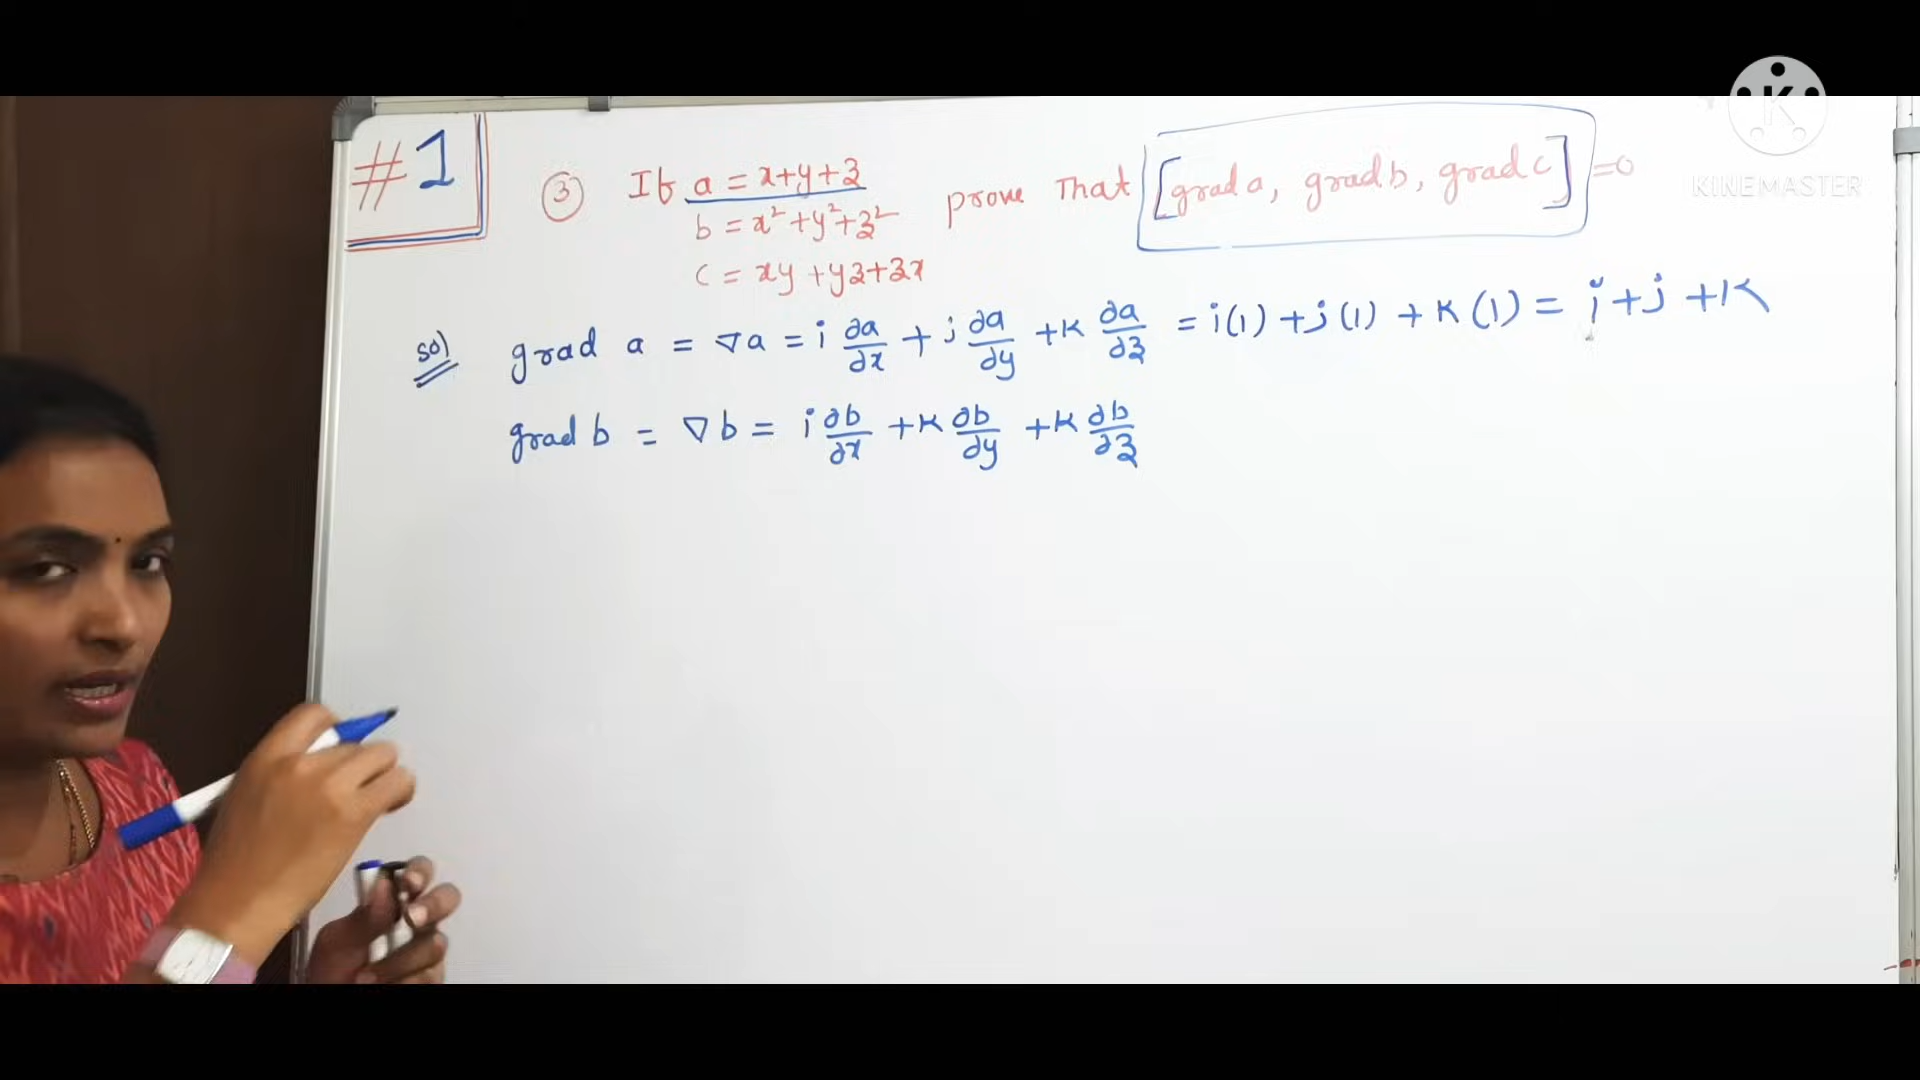 #1
③ If a = x+y+z prove That [grad a, grad b, grad c] =0
b = x²+y²+z²
c = xy+yz+zx
sol grad a = ∇a = i ∂a/∂x + j ∂a/∂y + k ∂a/∂z = i(1)+j(1)+k(1) = i+j+k
grad b = ∇b = i ∂b/∂x + k ∂b/∂y + k ∂b/∂z
K
KINEMASTER